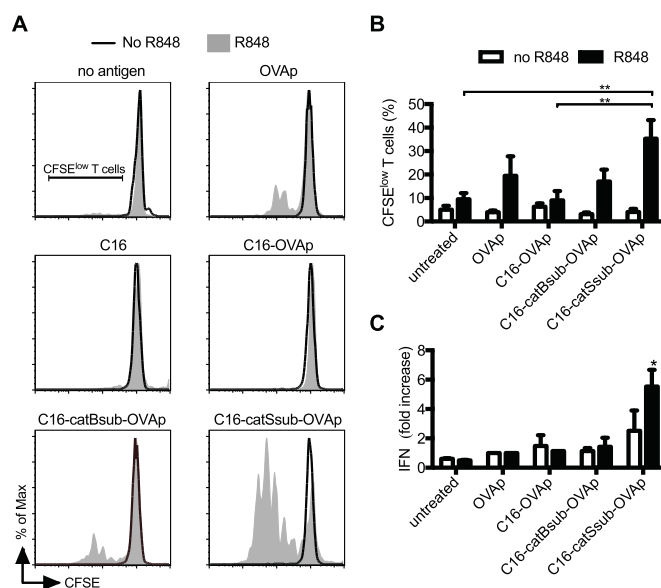 A
No R848
R848
no antigen
OVAp
CFSElow T cells
C16
C16-OVAp
C16-catBsub-OVAp
C16-catSsub-OVAp
% of Max
CFSE
B
no R848
R848
**
**
CFSElow T cells (%)
50
40
30
20
10
0
untreated
OVAp
C16-OVAp
C16-catBsub-OVAp
C16-catSsub-OVAp
C
IFN (fold increase)
8
6
4
2
0
*
untreated
OVAp
C16-OVAp
C16-catBsub-OVAp
C16-catSsub-OVAp